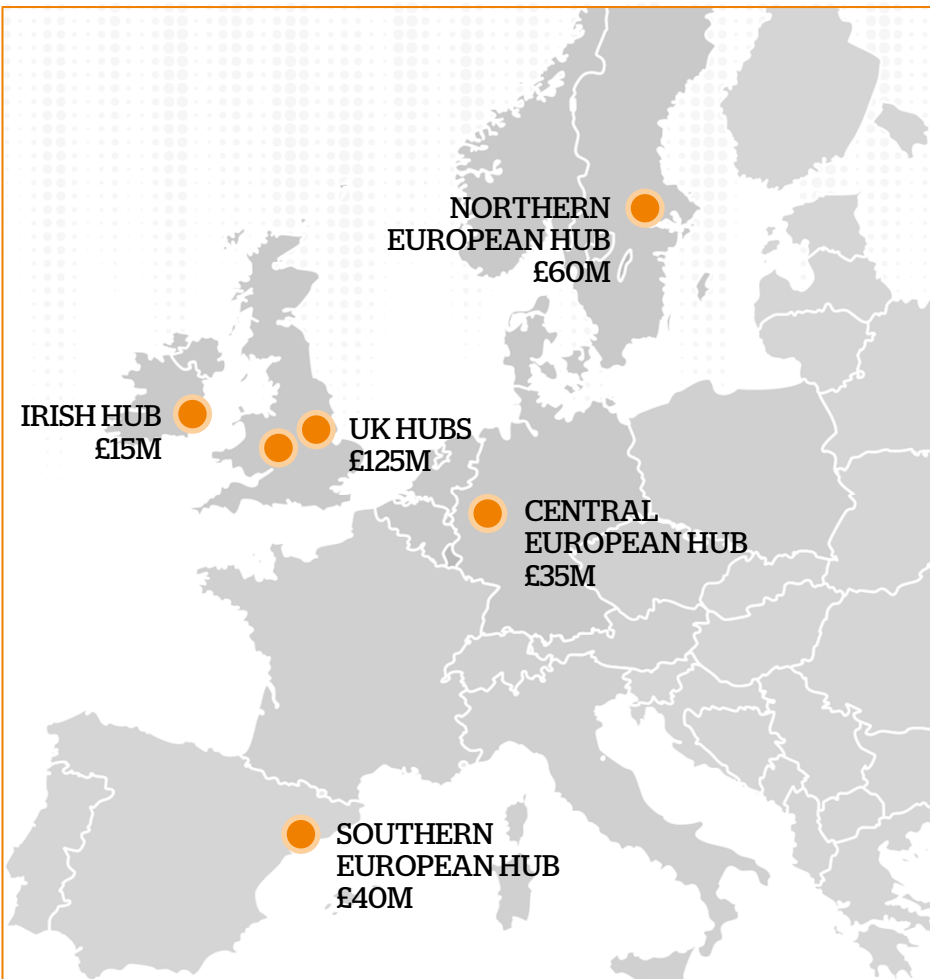 NORTHERN
EUROPEAN HUB
£60M
IRISH HUB
£15M
UK HUBS
£125M
CENTRAL
EUROPEAN HUB
£35M
SOUTHERN
EUROPEAN HUB
£40M